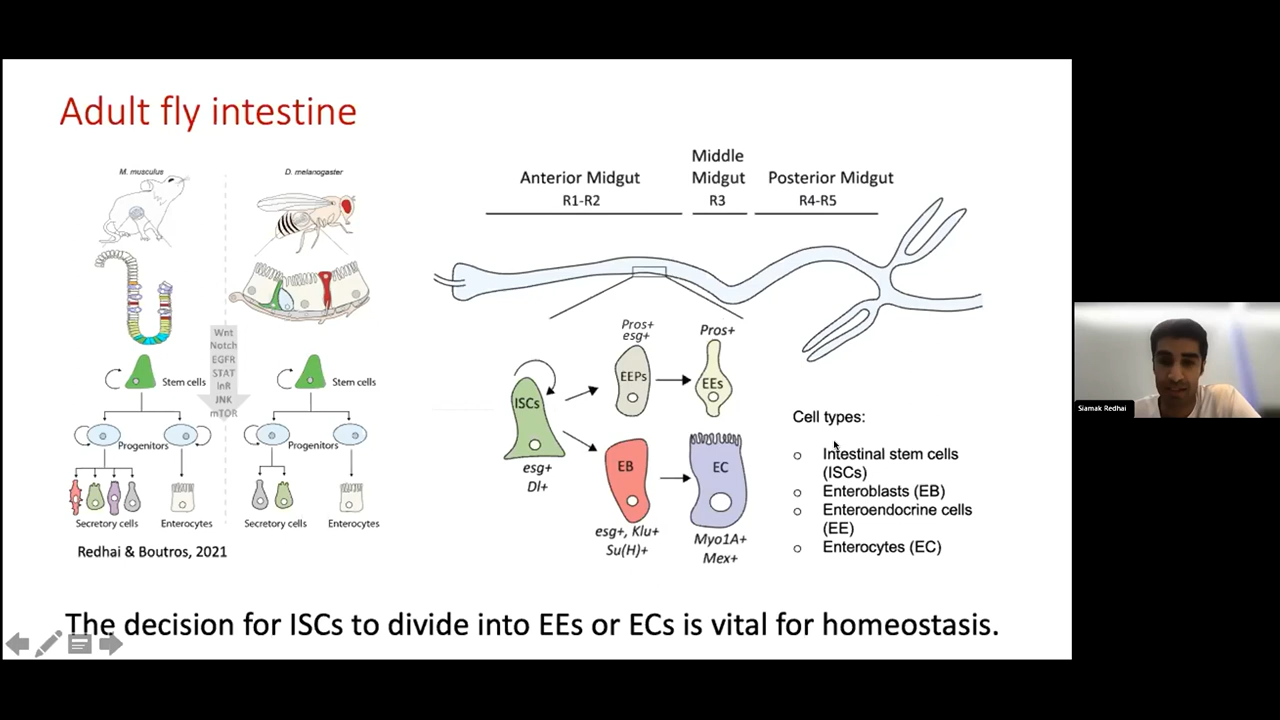 Adult fly intestine
M. musculus
D. melanogaster
Wnt
Notch
EGFR
STAT
InR
JNK
mTOR
Stem cells
Stem cells
Progenitors
Progenitors
Secretory cells
Enterocytes
Secretory cells
Enterocytes
Redhai & Boutros, 2021
Anterior Midgut
R1-R2
Middle
Midgut
R3
Posterior Midgut
R4-R5
Pros+
esg+
Pros+
EEPs
EEs
ISCs
esg+
Dl+
EB
EC
esg+, Klu+
Su(H)+
Myo1A+
Mex+
Cell types:
Intestinal stem cells
(ISCs)
Enteroblasts (EB)
Enteroendocrine cells
(EE)
Enterocytes (EC)
The decision for ISCs to divide into EEs or ECs is vital for homeostasis.
Siamak Redhai